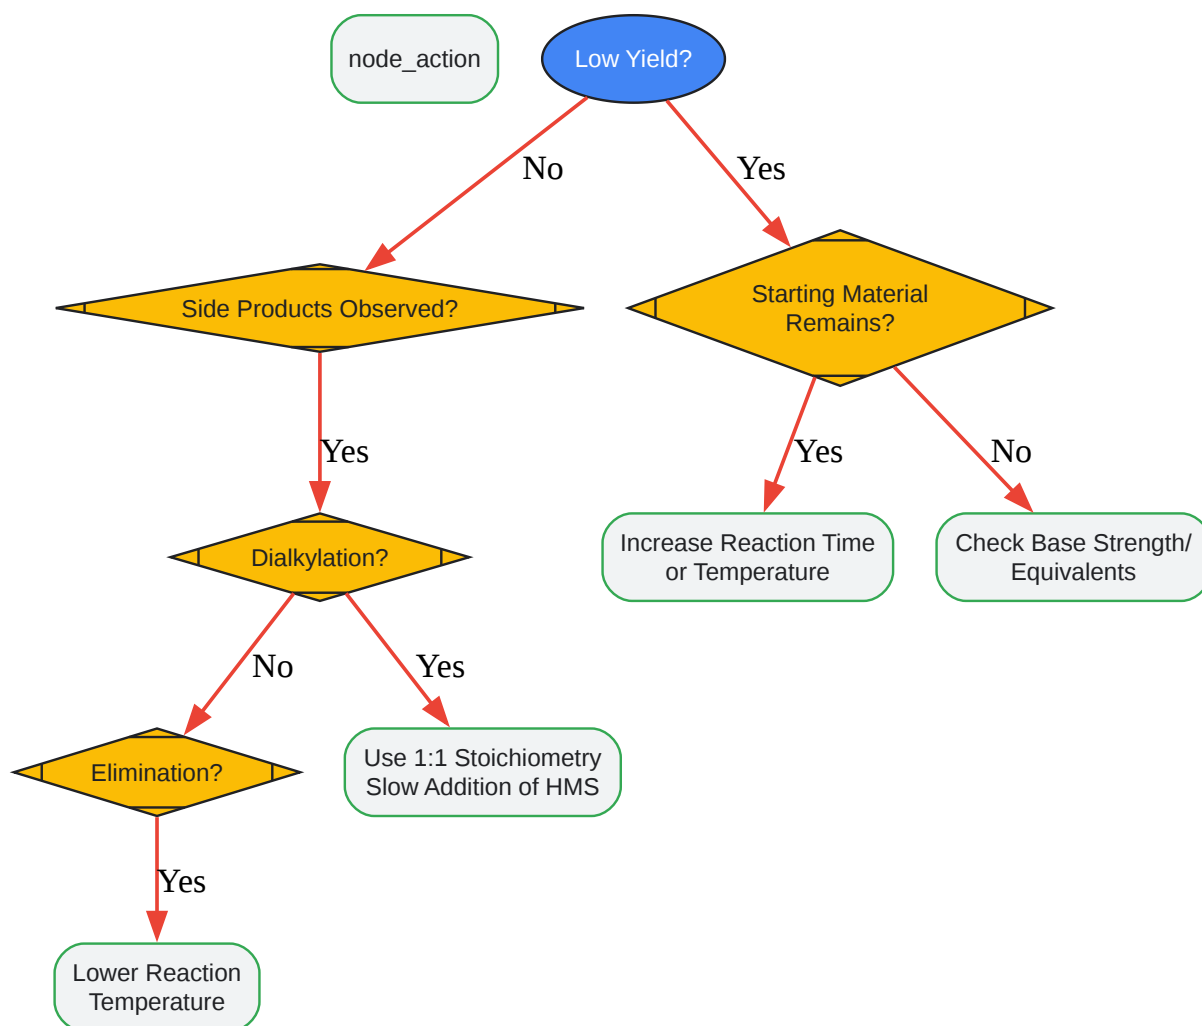 node_action
Low Yield?
No
Yes
Side Products Observed?
Starting Material
Remains?
Yes
Yes
No
Dialkylation?
Increase Reaction Time
or Temperature
Check Base Strength/
Equivalents
No
Yes
Elimination?
Use 1:1 Stoichiometry
Slow Addition of HMS
Yes
Lower Reaction
Temperature